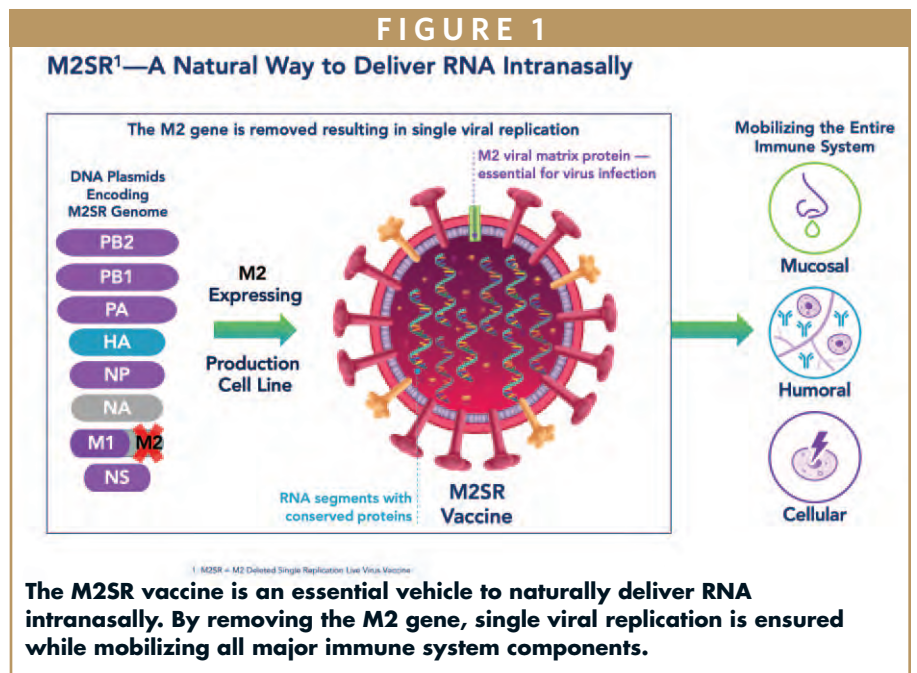 FIGURE 1
M2SR¹—A Natural Way to Deliver RNA Intranasally
The M2 gene is removed resulting in single viral replication
DNA Plasmids
Encoding
M2SR Genome
PB2
PB1
PA
HA
NP
NA
M1 M2
NS
M2
Expressing
Production
Cell Line
M2 viral matrix protein —
essential for virus infection
RNA segments with
conserved proteins
M2SR
Vaccine
Mobilizing the Entire
Immune System
Mucosal
Humoral
Cellular
1. M2SR = M2 Deleted Single Replication Live Virus Vaccine
The M2SR vaccine is an essential vehicle to naturally deliver RNA
intranasally. By removing the M2 gene, single viral replication is ensured
while mobilizing all major immune system components.